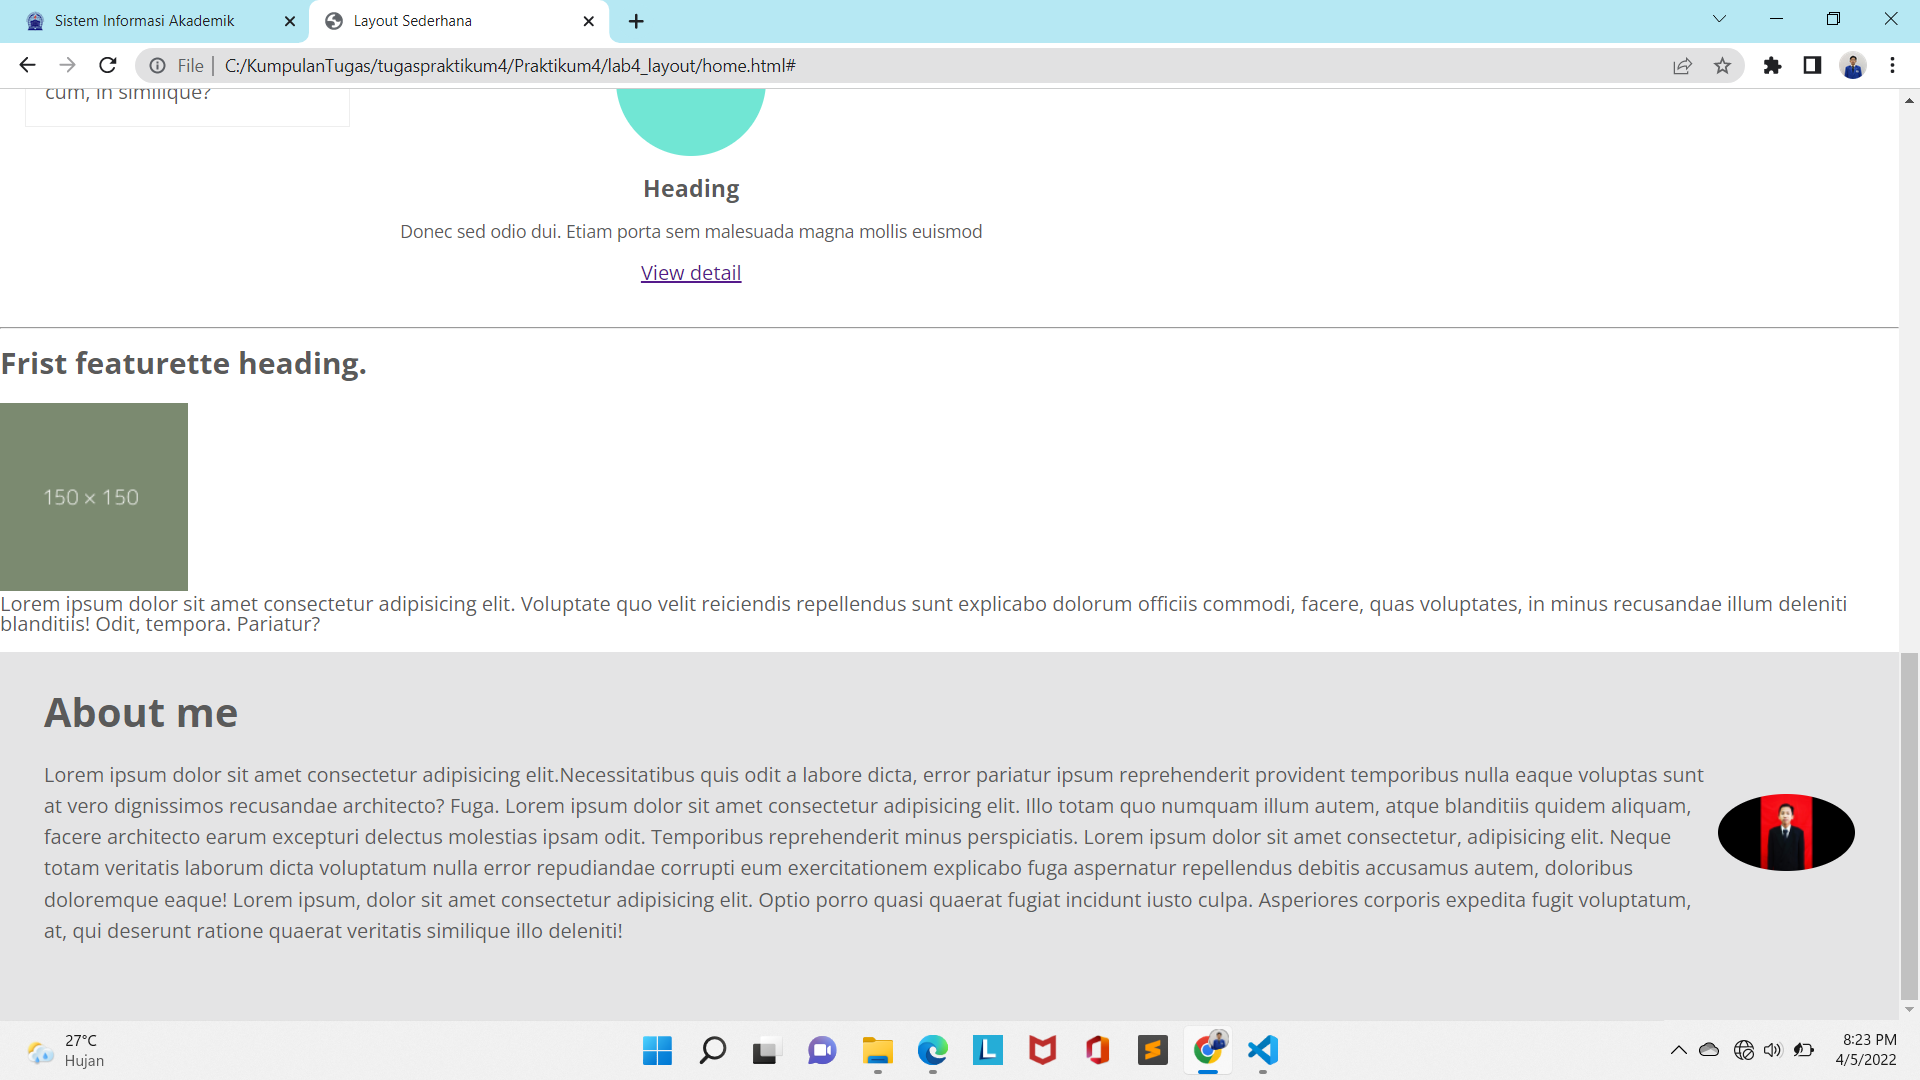 Sistem Informasi Akademik
Layout Sederhana
File
C:/KumpulanTugas/tugaspraktikum4/Praktikum4/lab4_layout/home.html#
cum, in similique?
Heading
Donec sed odio dui. Etiam porta sem malesuada magna mollis euismod
View detail
Frist featurette heading.
150 × 150
Lorem ipsum dolor sit amet consectetur adipisicing elit. Voluptate quo velit reiciendis repellendus sunt explicabo dolorum officiis commodi, facere, quas voluptates, in minus recusandae illum deleniti
blanditiis! Odit, tempora. Pariatur?
About me
Lorem ipsum dolor sit amet consectetur adipisicing elit.Necessitatibus quis odit a labore dicta, error pariatur ipsum reprehenderit provident temporibus nulla eaque voluptas sunt
at vero dignissimos recusandae architecto? Fuga. Lorem ipsum dolor sit amet consectetur adipisicing elit. Illo totam quo numquam illum autem, atque blanditiis quidem aliquam,
facere architecto earum excepturi delectus molestias ipsam odit. Temporibus reprehenderit minus perspiciatis. Lorem ipsum dolor sit amet consectetur, adipisicing elit. Neque
totam veritatis laborum dicta voluptatum nulla error repudiandae corrupti eum exercitationem explicabo fuga aspernatur repellendus debitis accusamus autem, doloribus
doloremque eaque! Lorem ipsum, dolor sit amet consectetur adipisicing elit. Optio porro quasi quaerat fugiat incidunt iusto culpa. Asperiores corporis expedita fugit voluptatum,
at, qui deserunt ratione quaerat veritatis similique illo deleniti!
27°C
Hujan
L
8:23 PM
4/5/2022